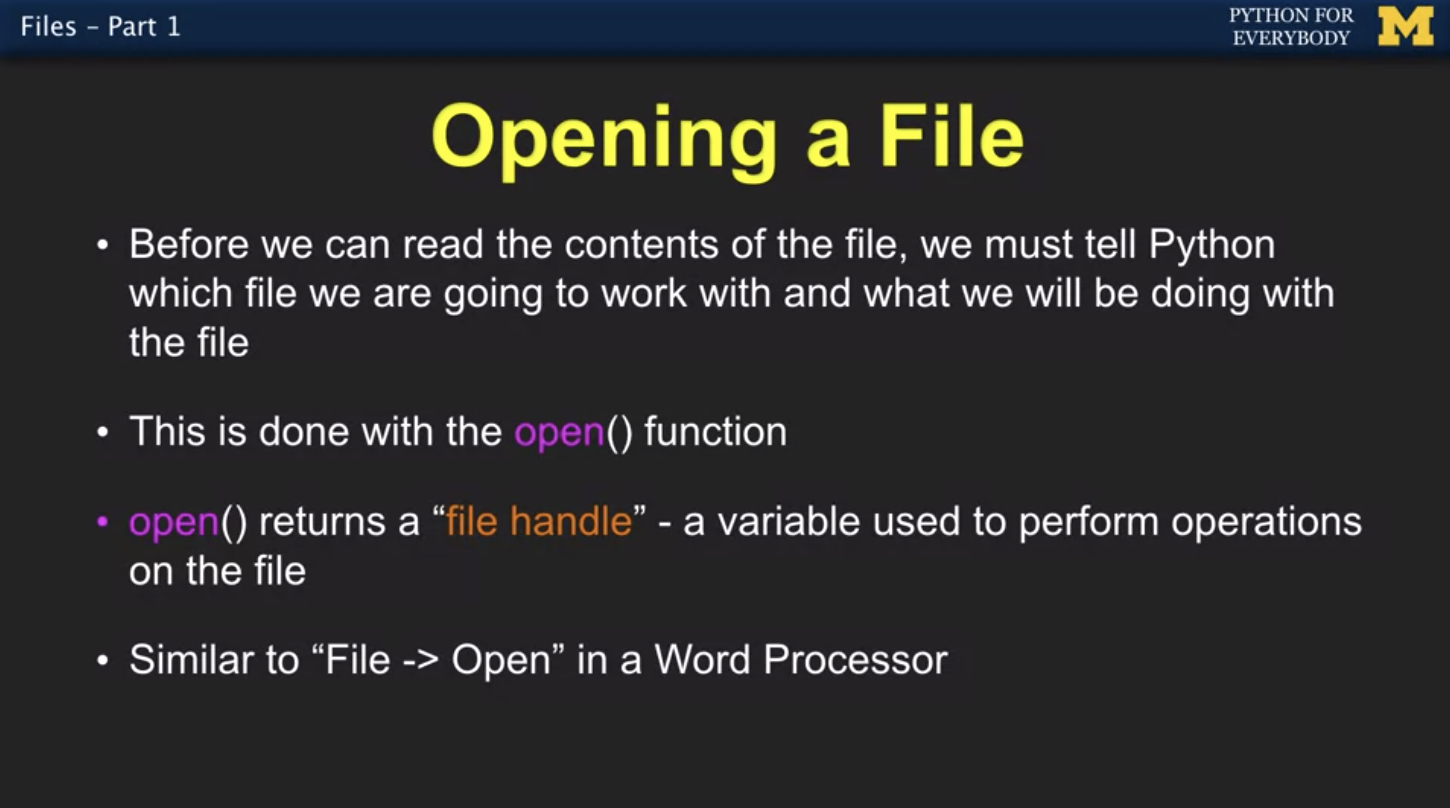 Files – Part 1
PYTHON FOR
EVERYBODY
M
Opening a File
• Before we can read the contents of the file, we must tell Python
which file we are going to work with and what we will be doing with
the file
• This is done with the open() function
• open() returns a “file handle” - a variable used to perform operations
on the file
• Similar to “File -> Open” in a Word Processor